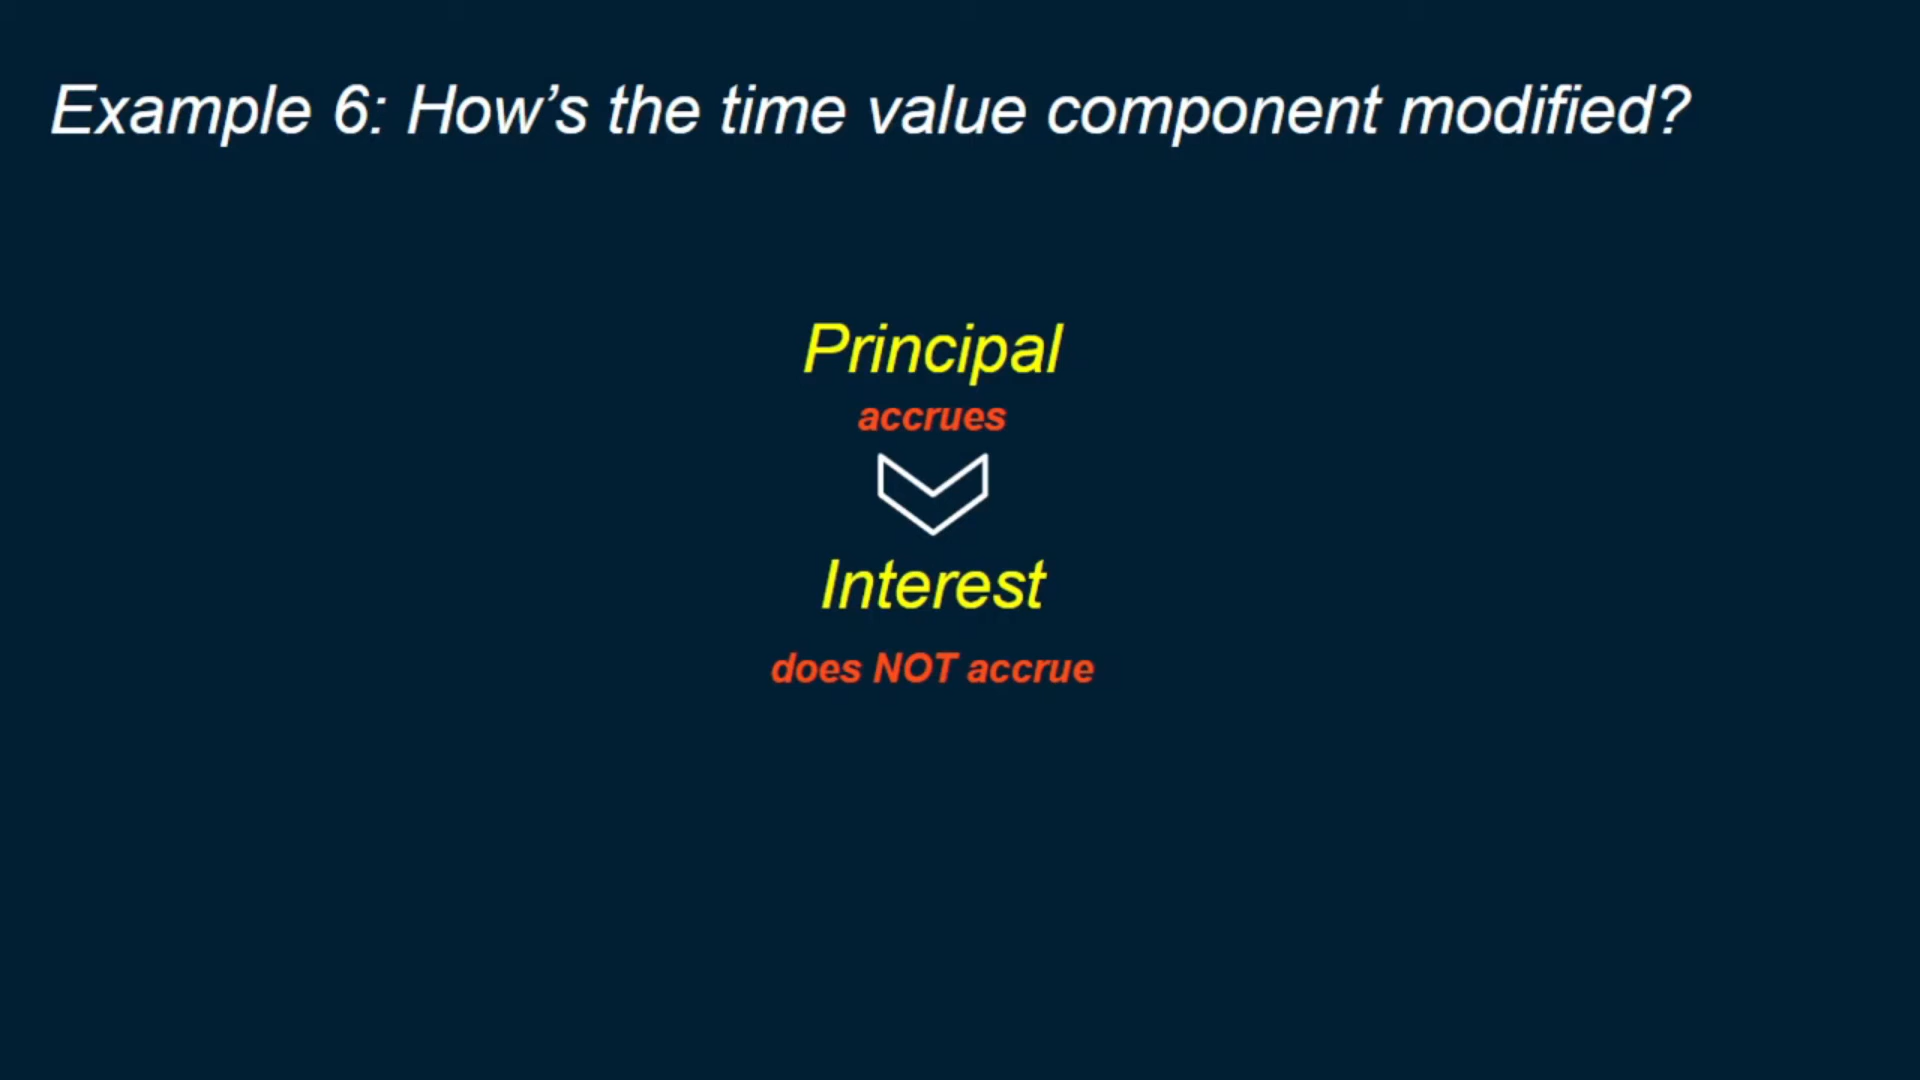 Example 6: How’s the time value component modified?
Principal
accrues
Interest
does NOT accrue